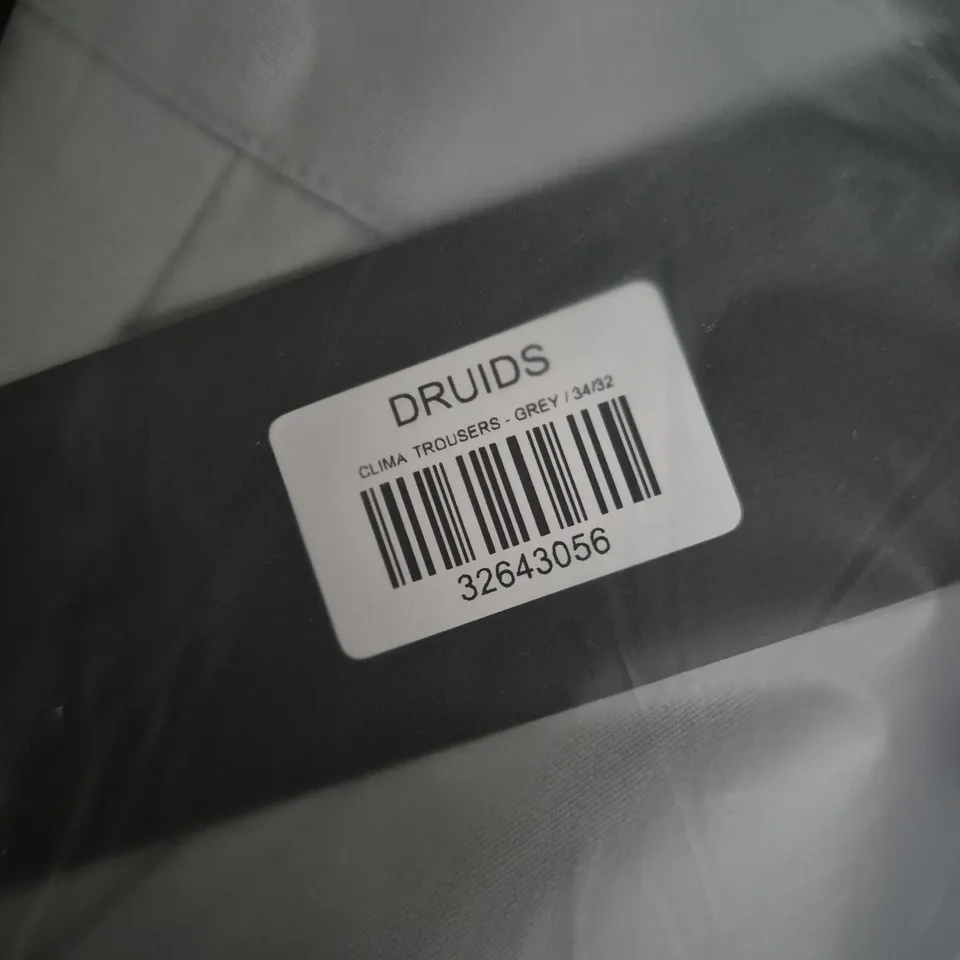 DRUIDS
CLIMA TROUSERS - GREY / 34/32
32643056